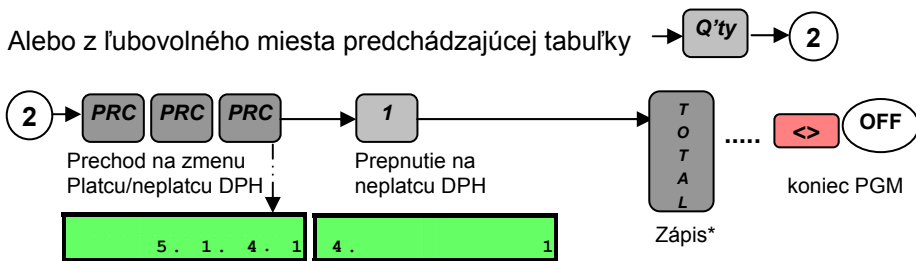 Alebo z ľubovolného miesta predchádzajúcej tabuľky Q'ty 2
2 PRC PRC PRC 1 TOTAL ..... <> OFF
Prechod na zmenu Platcu/neplatcu DPH
Prepnutie na neplatcu DPH
Zápis*
koniec PGM
5. 1. 4. 1
4. 1